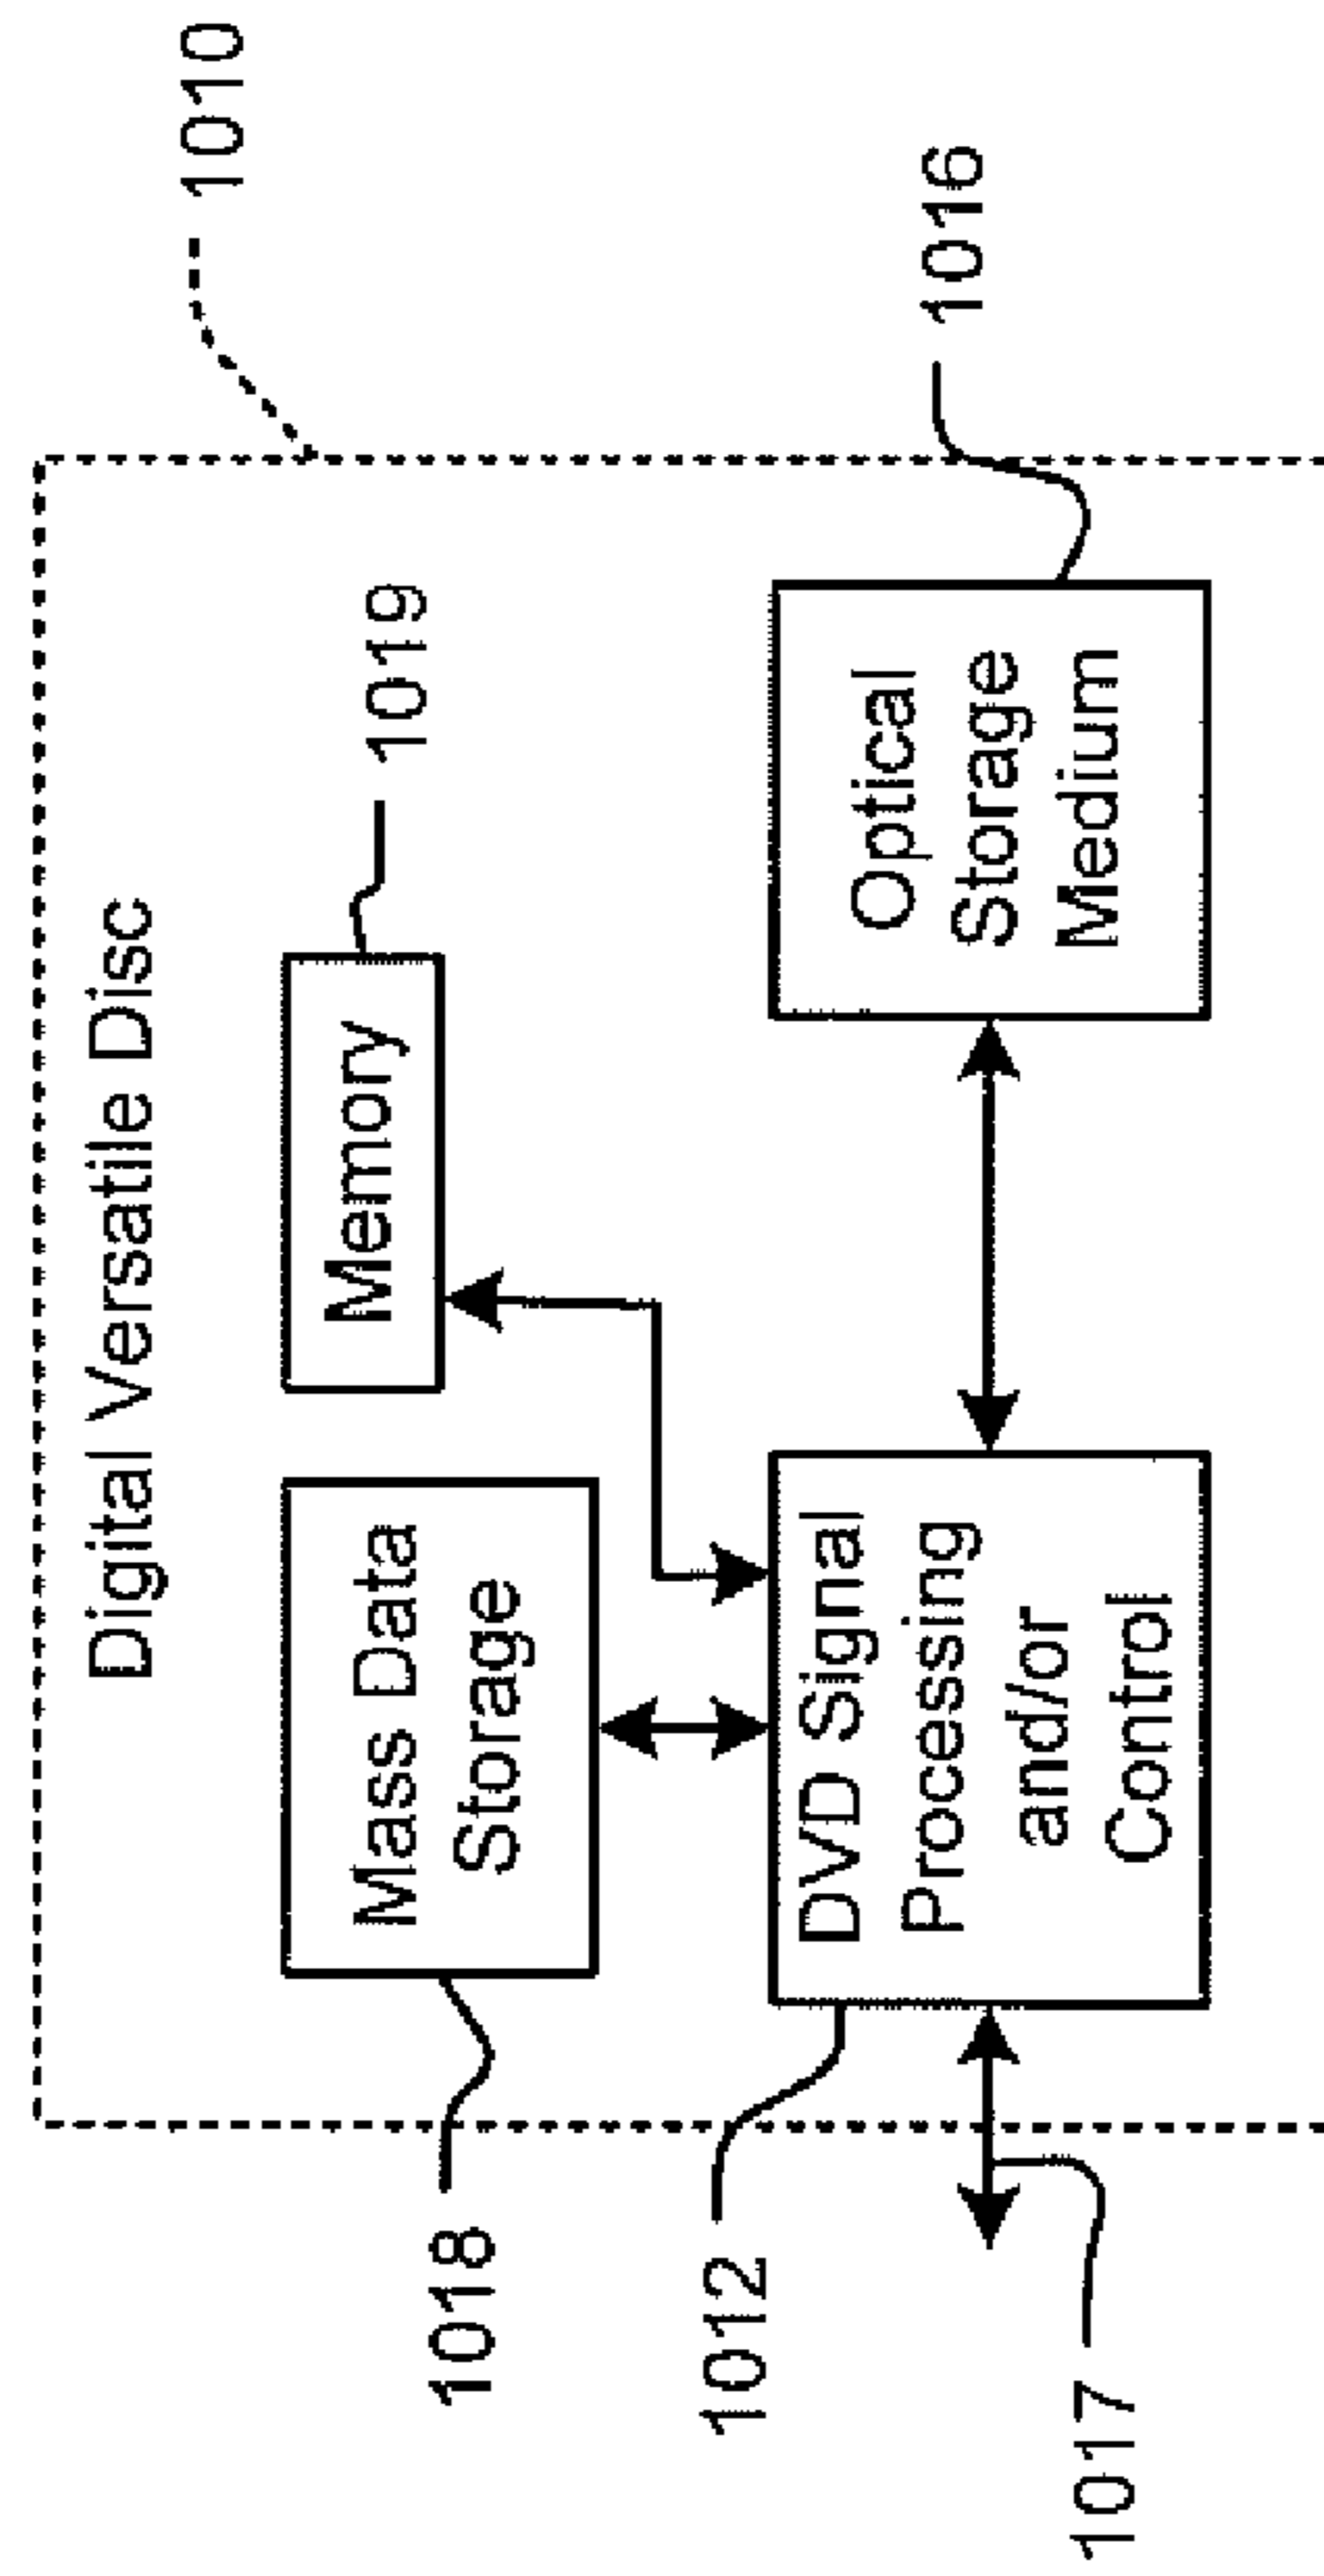 Digital Versatile Disc
1010
1018
Mass Data
Storage
Memory
1019
1012
DVD Signal
Processing
and/or
Control
Optical
Storage
Medium
1016
1017